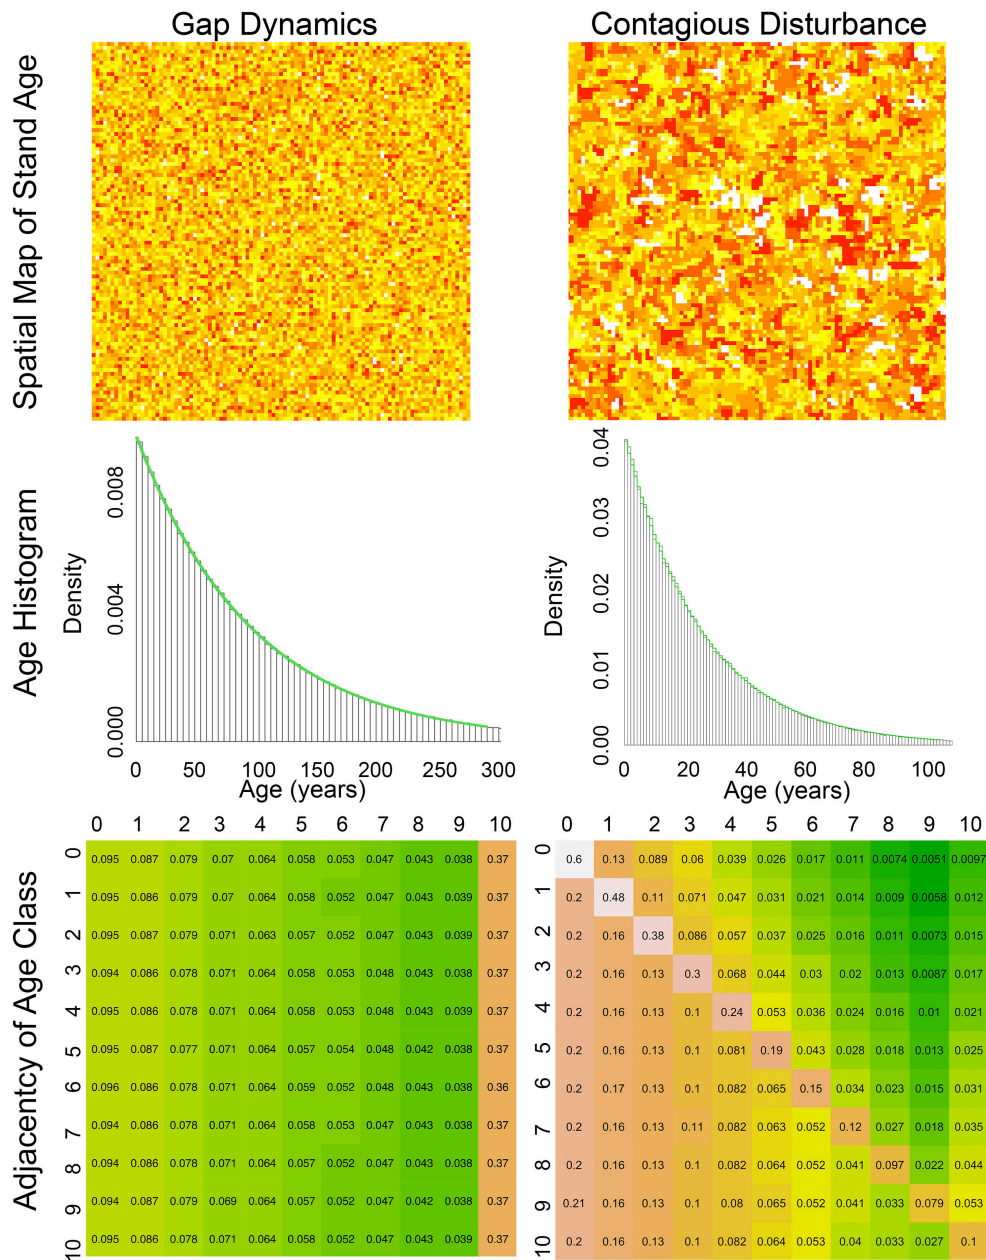 Gap Dynamics
Contagious Disturbance
Spatial Map of Stand Age
Age Histogram
Density
0.000 0.004 0.008
0 50 100 150 200 250 300
Age (years)
Density
0.00 0.01 0.02 0.03 0.04
0 20 40 60 80 100
Age (years)
Adjacentcy of Age Class
0 1 2 3 4 5 6 7 8 9 10
0 0.095 0.087 0.079 0.07 0.064 0.058 0.053 0.047 0.043 0.038 0.37
1 0.095 0.087 0.079 0.07 0.064 0.058 0.052 0.047 0.043 0.038 0.37
2 0.095 0.087 0.079 0.071 0.063 0.057 0.052 0.047 0.043 0.039 0.37
3 0.094 0.086 0.078 0.071 0.064 0.058 0.053 0.048 0.043 0.038 0.37
4 0.095 0.086 0.078 0.071 0.064 0.058 0.053 0.048 0.043 0.039 0.37
5 0.095 0.087 0.077 0.071 0.064 0.057 0.054 0.048 0.042 0.038 0.37
6 0.096 0.086 0.078 0.071 0.064 0.059 0.052 0.048 0.043 0.038 0.36
7 0.094 0.086 0.078 0.071 0.064 0.058 0.053 0.047 0.043 0.038 0.37
8 0.094 0.086 0.078 0.071 0.064 0.057 0.052 0.047 0.043 0.038 0.37
9 0.094 0.087 0.079 0.069 0.064 0.057 0.052 0.047 0.042 0.038 0.37
10 0.095 0.086 0.078 0.071 0.064 0.058 0.052 0.047 0.043 0.039 0.37
0 1 2 3 4 5 6 7 8 9 10
0 0.6 0.13 0.089 0.06 0.039 0.026 0.017 0.011 0.0074 0.0051 0.0097
1 0.2 0.48 0.11 0.071 0.047 0.031 0.021 0.014 0.009 0.0058 0.012
2 0.2 0.16 0.38 0.086 0.057 0.037 0.025 0.016 0.011 0.0073 0.015
3 0.2 0.16 0.13 0.3 0.068 0.044 0.03 0.02 0.013 0.0087 0.017
4 0.2 0.16 0.13 0.1 0.24 0.053 0.036 0.024 0.016 0.01 0.021
5 0.2 0.16 0.13 0.1 0.081 0.19 0.043 0.028 0.018 0.013 0.025
6 0.2 0.17 0.13 0.1 0.082 0.065 0.15 0.034 0.023 0.015 0.031
7 0.2 0.16 0.13 0.11 0.082 0.063 0.052 0.12 0.027 0.018 0.035
8 0.2 0.16 0.13 0.1 0.082 0.064 0.052 0.041 0.097 0.022 0.044
9 0.21 0.16 0.13 0.1 0.08 0.065 0.052 0.041 0.033 0.079 0.053
10 0.2 0.16 0.13 0.1 0.082 0.064 0.053 0.04 0.033 0.027 0.1